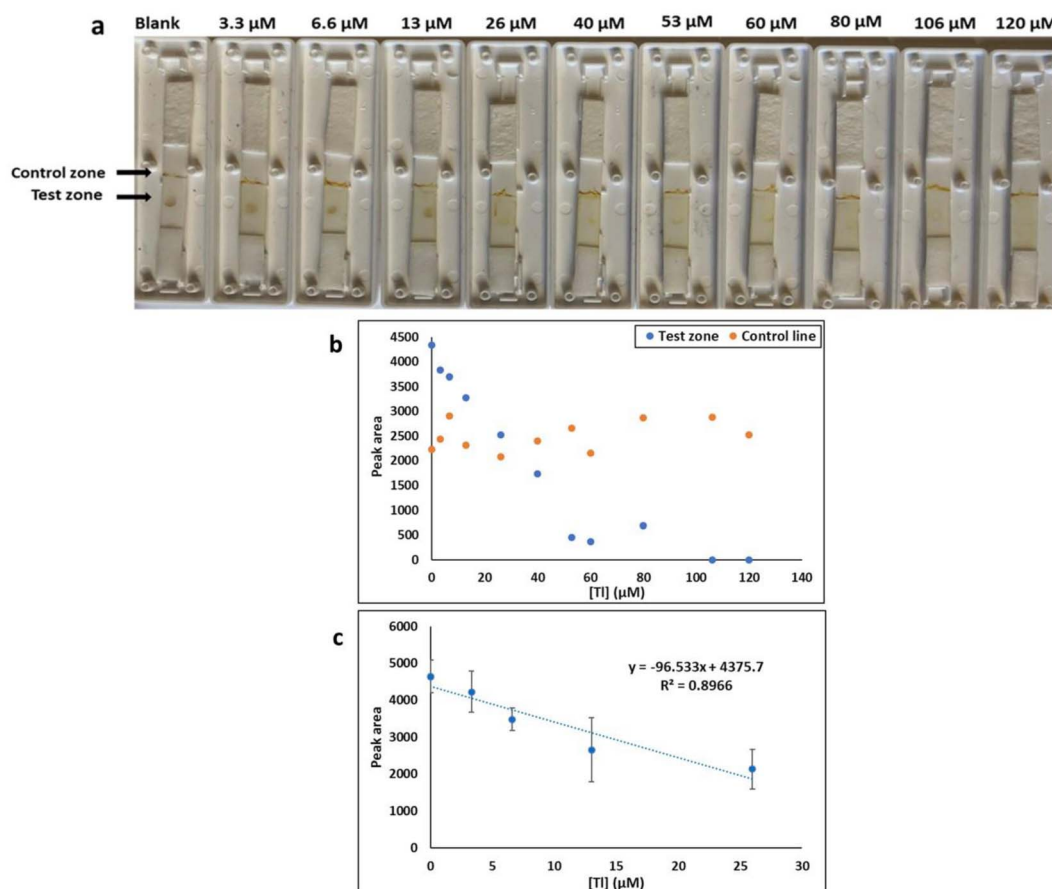 Blank 3.3 µM 6.6 µM 13 µM 26 µM 40 µM 53 µM 60 µM 80 µM 106 µM 120 µM
a
Control zone
Test zone
b
Test zone Control line
4500
4000
3500
3000
2500
2000
1500
1000
500
0
Peak area
0 20 40 60 80 100 120 140
[Tl] (µM)
c
6000
5000
4000
3000
2000
1000
0
Peak area
y = -96.533x + 4375.7
R² = 0.8966
0 5 10 15 20 25 30
[Tl] (µM)